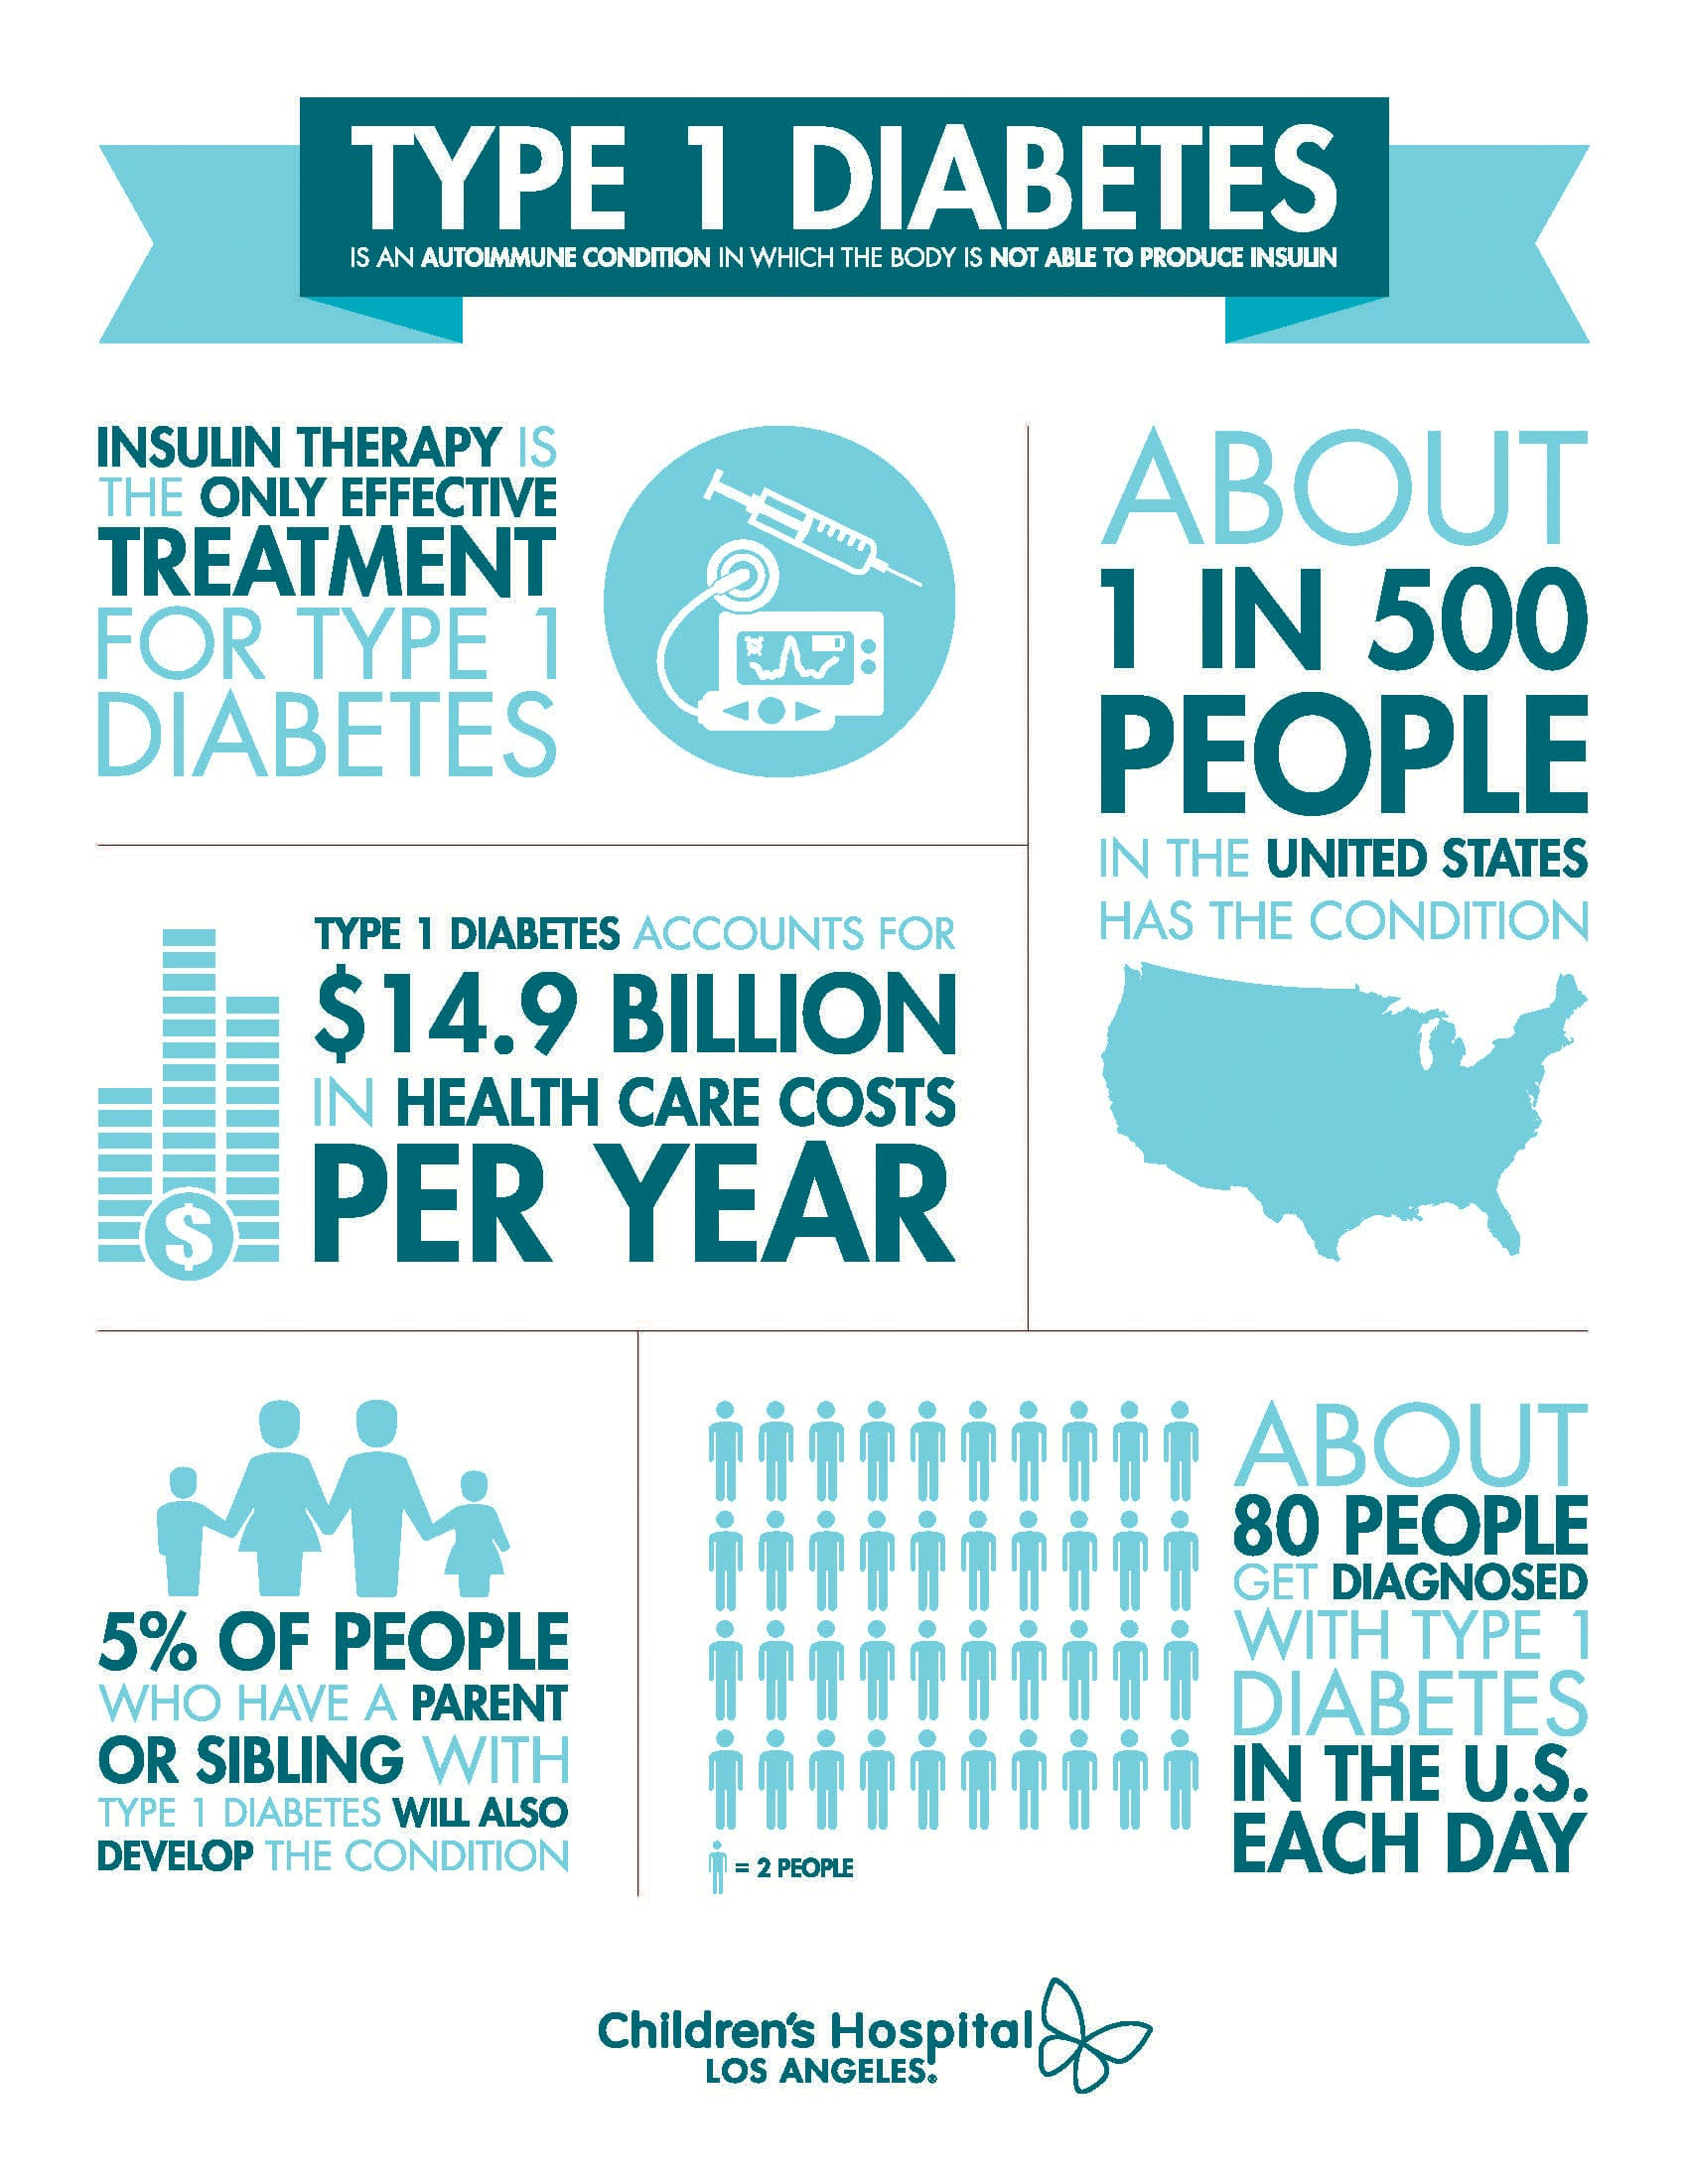 TYPE 1 DIABETES
IS AN AUTOIMMUNE CONDITION IN WHICH THE BODY IS NOT ABLE TO PRODUCE INSULIN
INSULIN THERAPY IS
THE ONLY EFFECTIVE
TREATMENT
FOR TYPE 1
DIABETES
ABOUT
1 IN 500
PEOPLE
IN THE UNITED STATES
HAS THE CONDITION
TYPE 1 DIABETES ACCOUNTS FOR
$14.9 BILLION
IN HEALTH CARE COSTS
PER YEAR
$
5% OF PEOPLE
WHO HAVE A PARENT
OR SIBLING WITH
TYPE 1 DIABETES WILL ALSO
DEVELOP THE CONDITION
= 2 PEOPLE
ABOUT
80 PEOPLE
GET DIAGNOSED
WITH TYPE 1
DIABETES
IN THE U.S.
EACH DAY
Children's Hospital
LOS ANGELES®